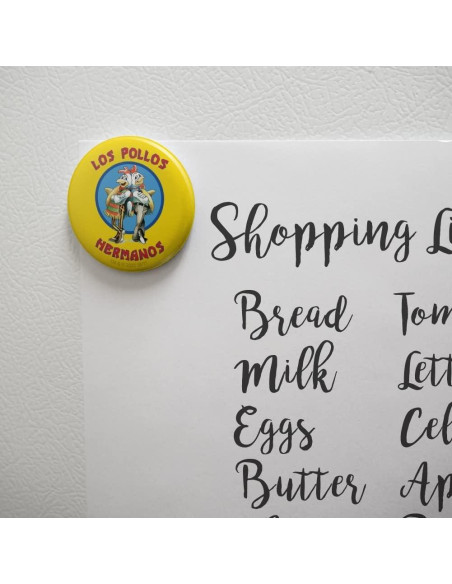 LOS POLLOS
HERMANOS
Shopping Li
Bread Tom
Milk Lett
Eggs Cel
Butter Ap